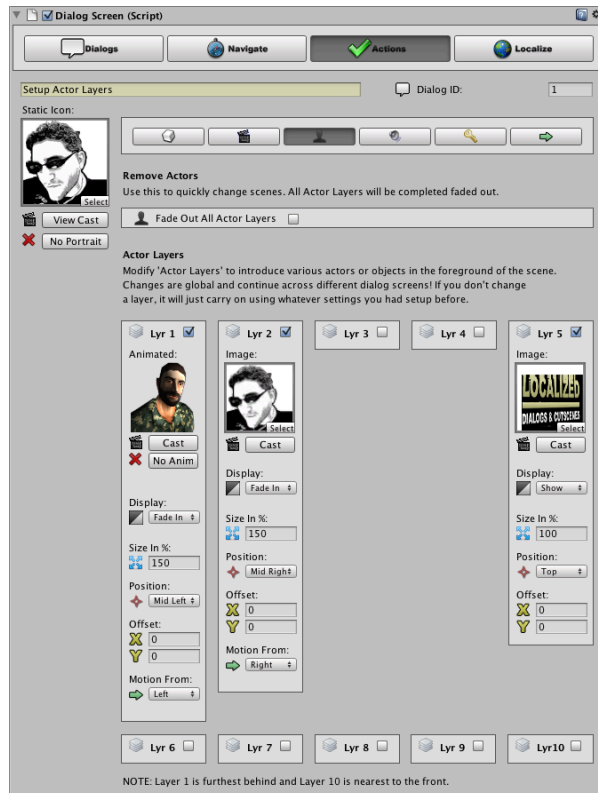 Dialog Screen (Script)
Dialogs Navigate Actions Localize
Setup Actor Layers Dialog ID: 1
Static Icon:
Select
View Cast
No Portrait
Remove Actors
Use this to quickly change scenes. All Actor Layers will be completed faded out.
Fade Out All Actor Layers
Actor Layers
Modify 'Actor Layers' to introduce various actors or objects in the foreground of the scene.
Changes are global and continue across different dialog screens! If you don't change
a layer, it will just carry on using whatever settings you had setup before.
Lyr 1
Animated:
Cast
No Anim
Display:
Fade In
Size In %:
150
Position:
Mid Left
Offset:
X 0
Y 0
Motion From:
Left
Lyr 2
Image:
Select
Cast
Display:
Fade In
Size In %:
150
Position:
Mid Righ
Offset:
X 0
Y 0
Motion From:
Right
Lyr 3
Lyr 4
Lyr 5
Image:
LOCALIZED
DIALOGS & CUTSCENES
Select
Cast
Display:
Show
Size In %:
100
Position:
Top
Offset:
X 0
Y 0
Lyr 6 Lyr 7 Lyr 8 Lyr 9 Lyr10
NOTE: Layer 1 is furthest behind and Layer 10 is nearest to the front.